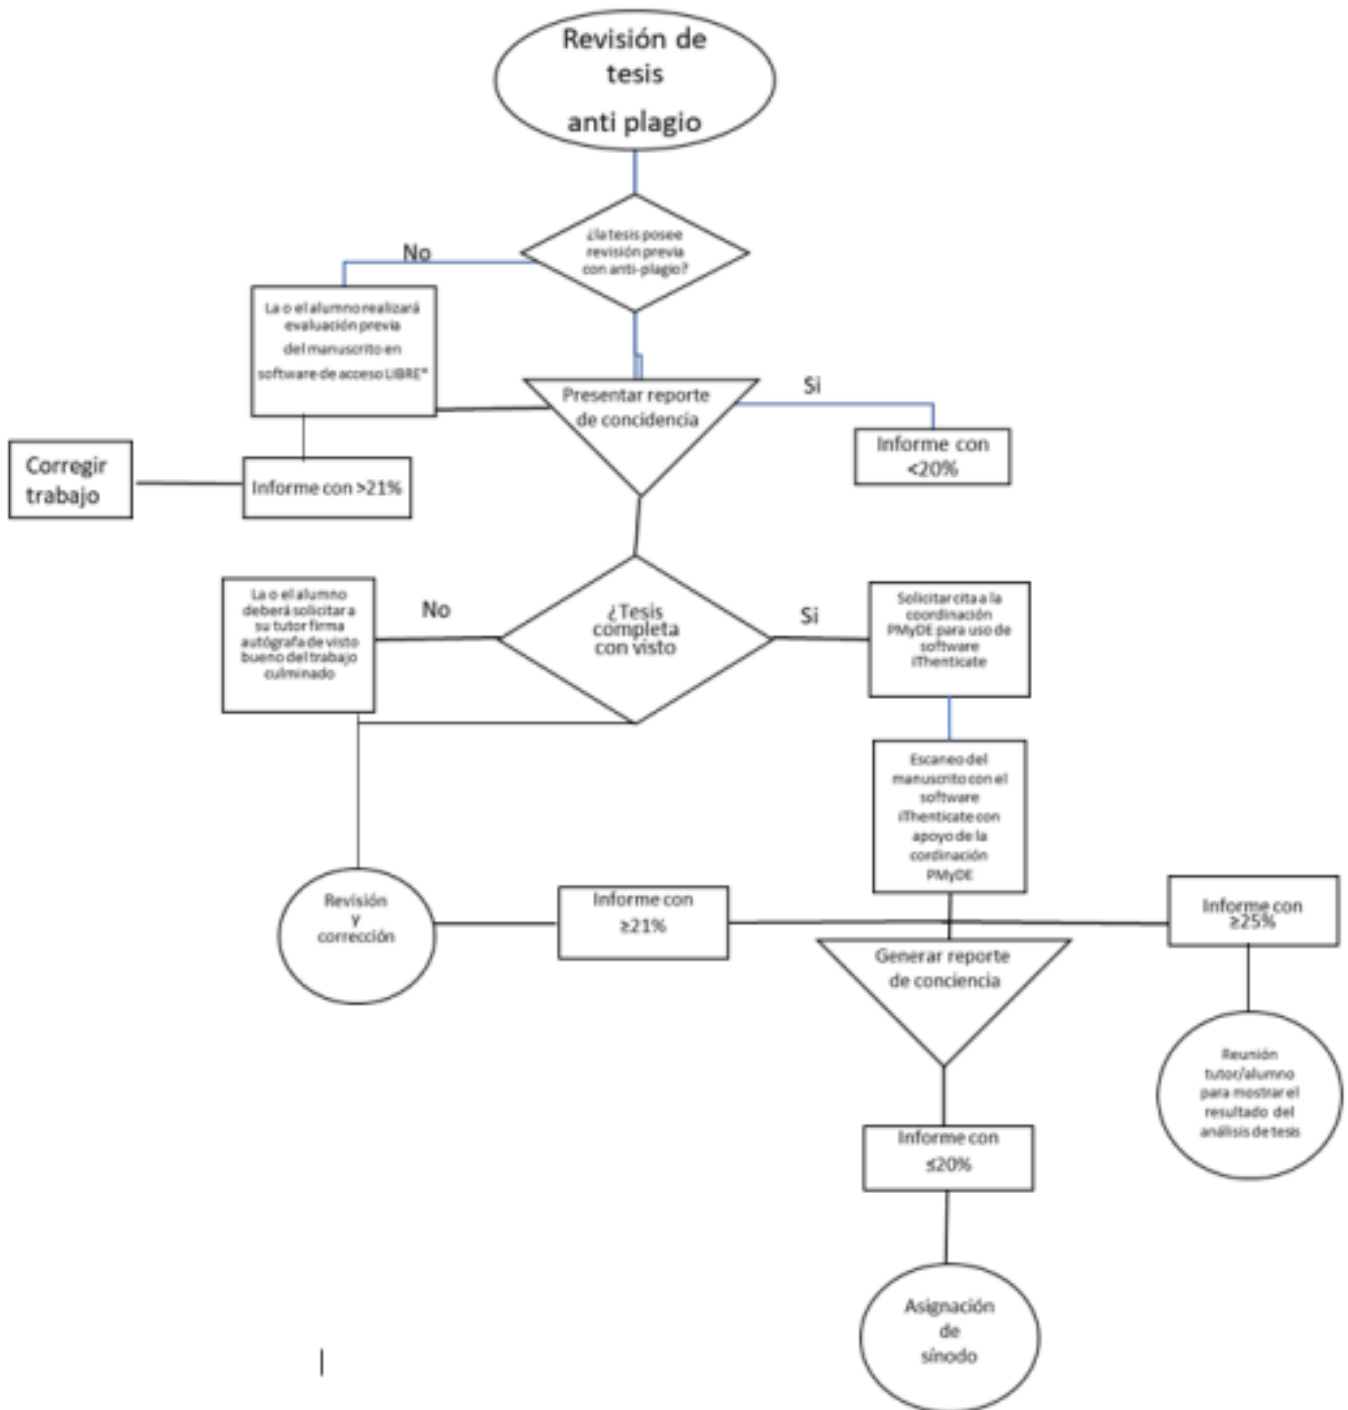 Revisión de
tesis
anti plagio
¿la tesis posee
revisión previa
con anti-plagio?
No
La o el alumno realizará
evaluación previa
del manuscrito en
software de acceso LIBRE*
Presentar reporte
de concidencia
Si
Informe con
<20%
Corregir
trabajo
Informe con >21%
La o el alumno
deberá solicitar a
su tutor firma
autógrafa de visto
bueno del trabajo
culminado
No
¿Tesis
completa
con visto
Si
Solicitar cita a la
coordinación
PMyDE para uso de
software
iThenticate
Escaneo del
manuscrito con el
software
iThenticate con
apoyo de la
cordinación
PMyDE
Revisión
y
corrección
Informe con
≥21%
Informe con
≥25%
Generar reporte
de conciencia
Reunión
tutor/alumno
para mostrar el
resultado del
análisis de tesis
Informe con
≤20%
Asignación
de
sínodo